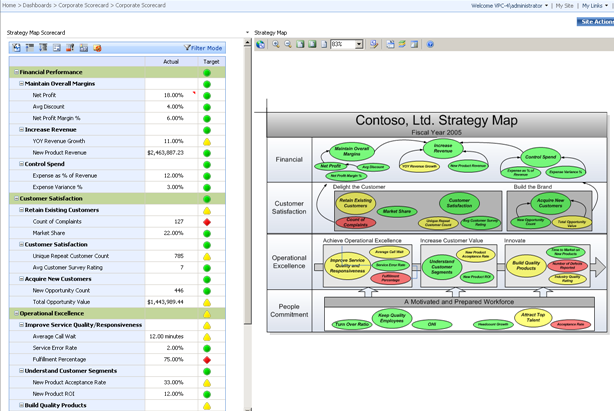 Home > Dashboards > Corporate Scorecard > Corporate Scorecard
Welcome VPC-K\administrator | My Site | My Links
Site Actions
Strategy Map Scorecard
Filter Mode
Actual Target
Financial Performance
Maintain Overall Margins
Net Profit 18.00%
Avg Discount 4.00%
Net Profit Margin % 6.00%
Increase Revenue
YOY Revenue Growth 11.00%
New Product Revenue $2,463,887.23
Control Spend
Expense as % of Revenue 12.00%
Expense Variance % 3.00%
Customer Satisfaction
Retain Existing Customers
Count of Complaints 127
Market Share 22.00%
Customer Satisfaction
Unique Repeat Customer Count 785
Avg Customer Survey Rating 7
Acquire New Customers
New Opportunity Count 446
Total Opportunity Value $1,443,989.44
Operational Excellence
Improve Service Quality/Responsiveness
Average Call Wait 12.00 minutes
Service Error Rate 2.00%
Fulfillment Percentage 75.00%
Understand Customer Segments
New Product Acceptance Rate 33.00%
New Product ROI 12.00%
Build Quality Products
Strategy Map
83%
Contoso, Ltd. Strategy Map
Fiscal Year 2005
Financial
Maintain Overall Margins
Net Profit
Avg Discount
Net Profit Margin %
Increase Revenue
YOY Revenue Growth
New Product Revenue
Control Spend
Expense as % of Revenue
Expense Variance %
Customer Satisfaction
Delight the Customer
Retain Existing Customers
Count of Complaints
Market Share
Customer Satisfaction
Unique Repeat Customer Count
Avg Customer Survey Rating
Build the Brand
Acquire New Customers
New Opportunity Count
Total Opportunity Value
Operational Excellence
Achieve Operational Excellence
Improve Service Quality and Responsiveness
Average Call Wait
Service Error Rate
Fulfillment Percentage
Increase Customer Value
Understand Customer Segments
New Product Acceptance Rate
New Product ROI
Innovate
Build Quality Products
Time to Market on New Products
Number of Defects Reported
Industry Quality Rating
People Commitment
A Motivated and Prepared Workforce
Turn Over Ratio
Keep Quality Employees
OHI
Headcount Growth
Attract Top Talent
Acceptance Rate